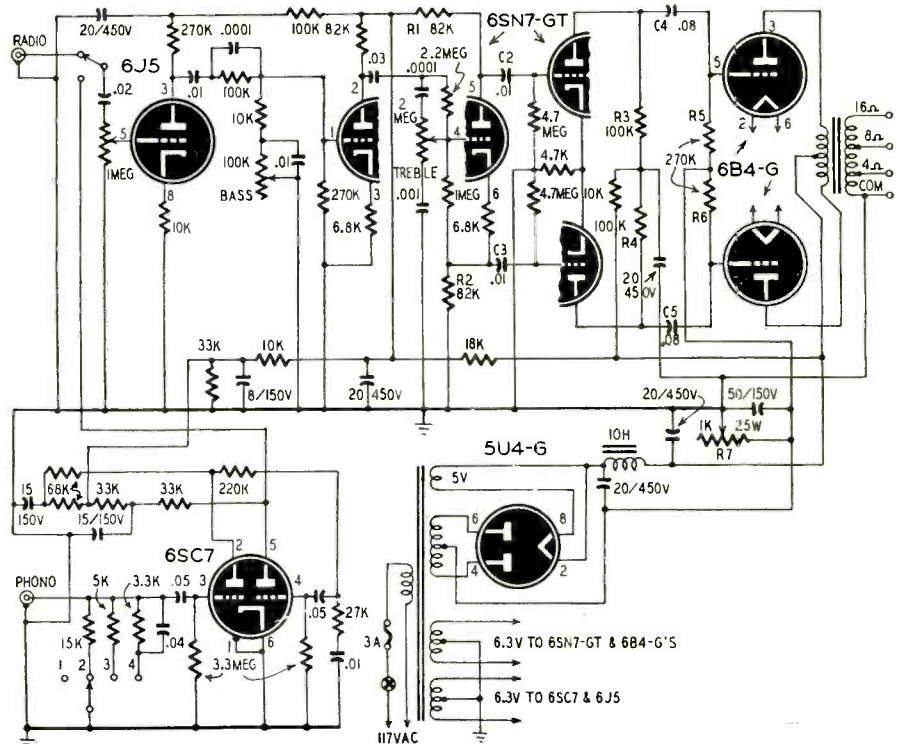 20/450V
270K .0001
100K 82K
R1 82K
6SN7-GT
C4 .08
3
RADIO
6J5
.02
3
.01
100K
10K
2
.03
.0001
2.2MEG
5
C2
.01
5
2
6
16Ω
8Ω
4Ω
COM
5
1MEG
8
10K
100K
BASS
.01
1
270K
3
6.8K
2
MEG
TREBLE
.001
4
1MEG
6
6.8K
4.7
MEG
4.7K
4.7MEG
10K
R3
100K
100K
R4
R5
270K
R6
6B4-G
C3
.01
R2
82K
20
450V
C5
.08
33K
10K
8/150V
20
450V
18K
20/450V
50/150V
1K
25W
R7
10H
5U4-G
5V
20/450V
6
4
8
2
15
150V
68K
33K
15/150V
33K
220K
6SC7
2
5
PHONO
5K
3.3K
.05
3
4
.05
27K
15K
.04
1
6
3.3MEG
.01
1
2
3
4
3A
117VAC
6.3V TO 6SN7-GT & 6B4-G'S
6.3V TO 6SC7 & 6J5